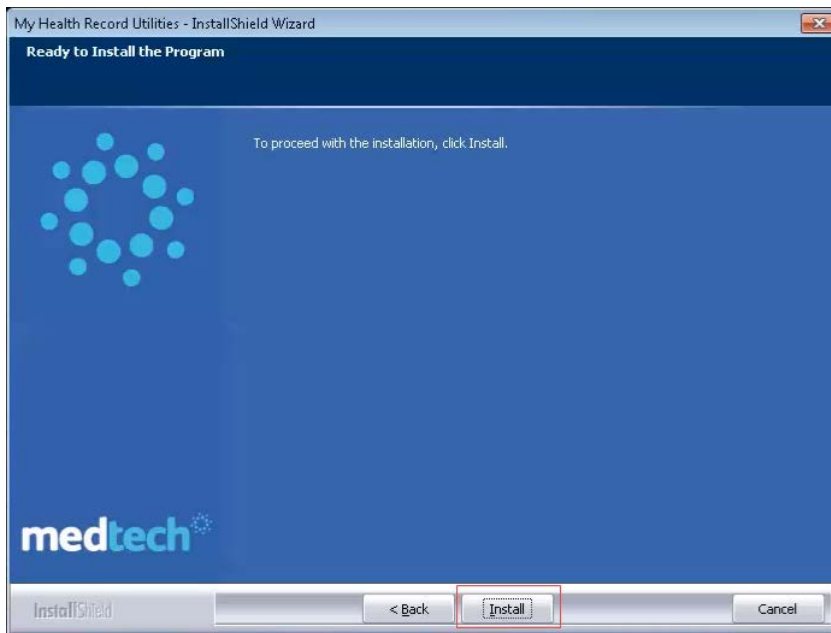 My Health Record Utilities - InstallShield Wizard
Ready to Install the Program
To proceed with the installation, click Install.
medtech
InstallShield
< Back
Install
Cancel